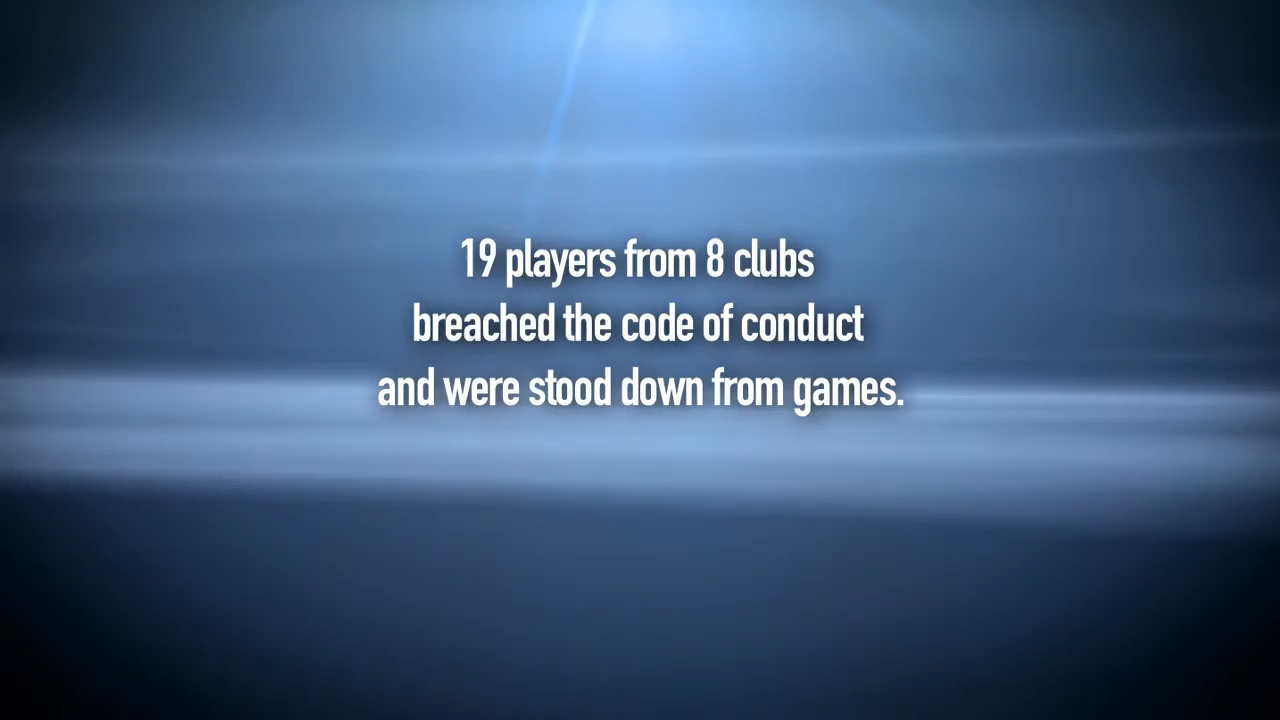 19 players from 8 clubs
breached the code of conduct
and were stood down from games.